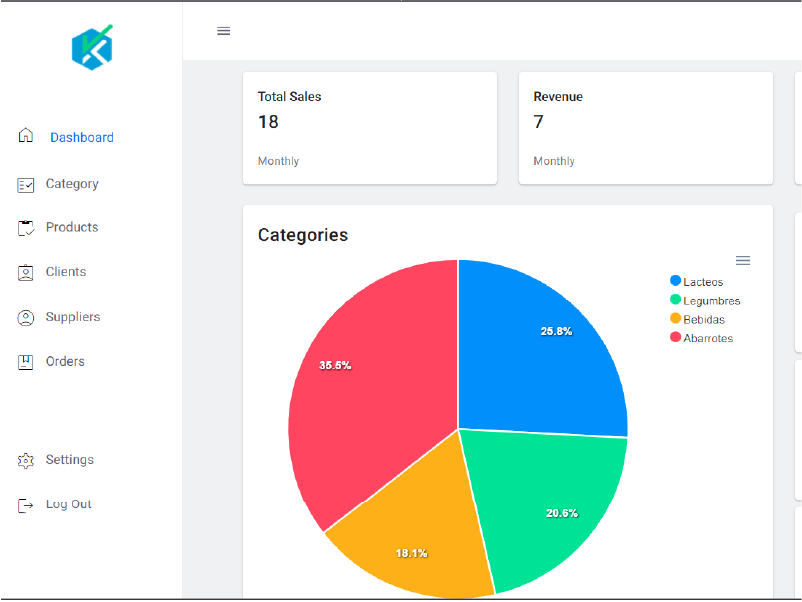 Dashboard
Category
Products
Clients
Suppliers
Orders
Settings
Log Out
Total Sales
18
Monthly
Revenue
7
Monthly
Categories
Lacteos
Legumbres
Bebidas
Abarrotes
25.8%
35.5%
20.6%
18.1%